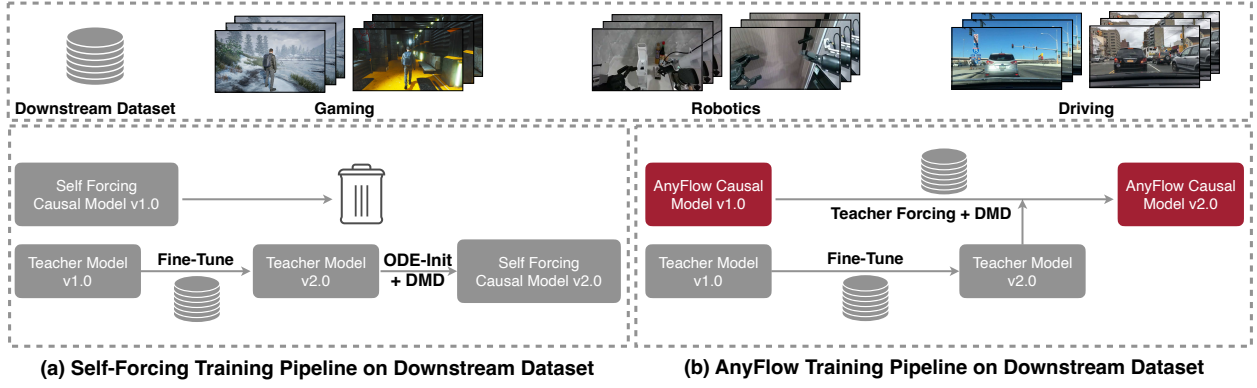 Downstream Dataset
Gaming
Robotics
Driving
Self Forcing
Causal Model v1.0
Teacher Model
v1.0
Fine-Tune
Teacher Model
v2.0
ODE-Init
+ DMD
Self Forcing
Causal Model v2.0
(a) Self-Forcing Training Pipeline on Downstream Dataset
AnyFlow Causal
Model v1.0
Teacher Forcing + DMD
AnyFlow Causal
Model v2.0
Teacher Model
v1.0
Fine-Tune
Teacher Model
v2.0
(b) AnyFlow Training Pipeline on Downstream Dataset